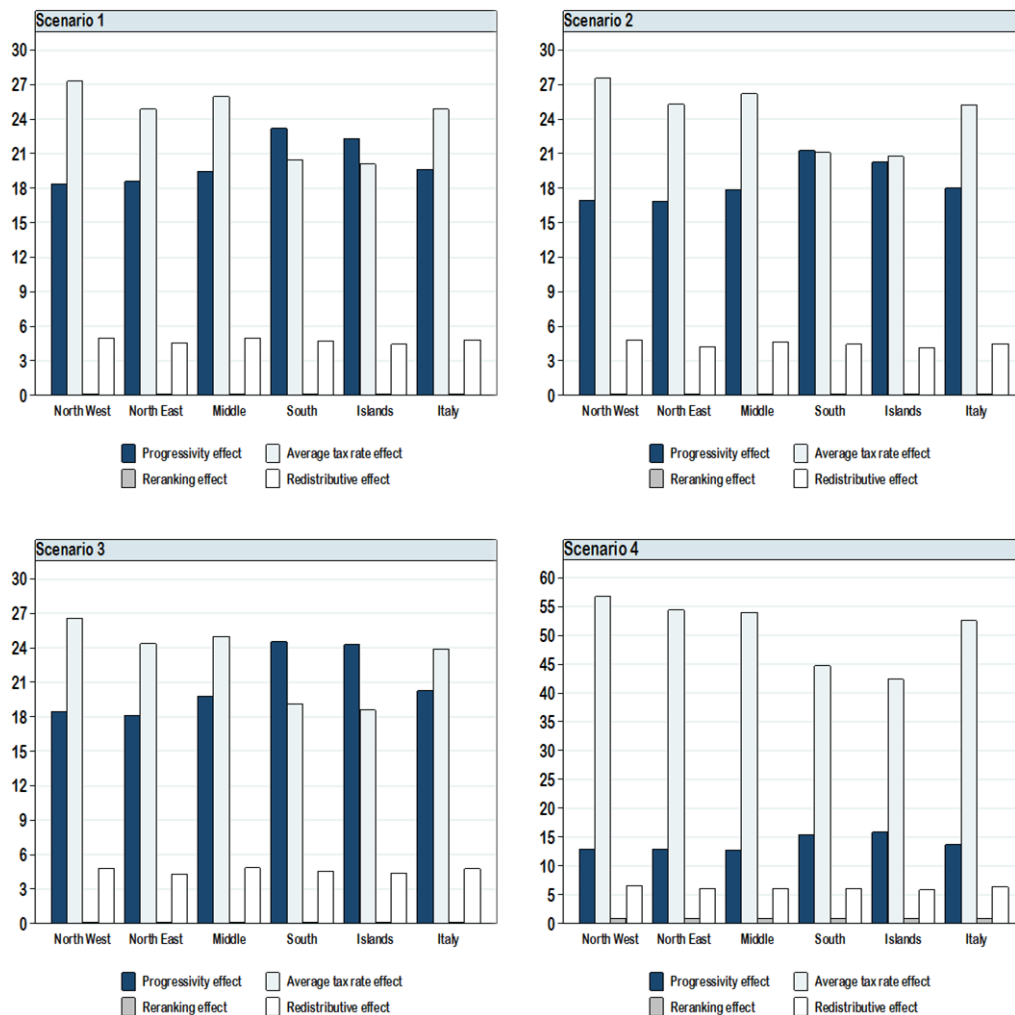 Scenario 1
30
27
24
21
18
15
12
9
6
3
0
North West North East Middle South Islands Italy
Progressivity effect Average tax rate effect
Reranking effect Redistributive effect
Scenario 2
30
27
24
21
18
15
12
9
6
3
0
North West North East Middle South Islands Italy
Progressivity effect Average tax rate effect
Reranking effect Redistributive effect
Scenario 3
30
27
24
21
18
15
12
9
6
3
0
North West North East Middle South Islands Italy
Progressivity effect Average tax rate effect
Reranking effect Redistributive effect
Scenario 4
60
55
50
45
40
35
30
25
20
15
10
5
0
North West North East Middle South Islands Italy
Progressivity effect Average tax rate effect
Reranking effect Redistributive effect